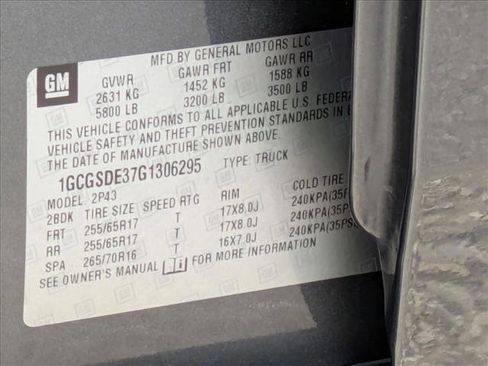 MFD BY GENERAL MOTORS LLC
GM
GVWR GAWR FRT GAWR RR
2631 KG 1452 KG 1588 KG
5800 LB 3200 LB 3500 LB
THIS VEHICLE CONFORMS TO ALL APPLICABLE U.S. FEDERA
VEHICLE SAFETY AND THEFT PREVENTION STANDARDS IN
THE DATE OF MANUFACTURE SHOWN ABOVE.
1GCGSDE37G1306295 TYPE: TRUCK
MODEL: 2P43
2BDK TIRE SIZE SPEED RTG RIM COLD TIRE
FRT 255/65R17 T 17X8.0J 240KPA(35P
RR 255/65R17 T 17X8.0J 240KPA(35PS
SPA 265/70R16 T 16X7.0J 240KPA(35PS
SEE OWNER'S MANUAL FOR MORE INFORMATION